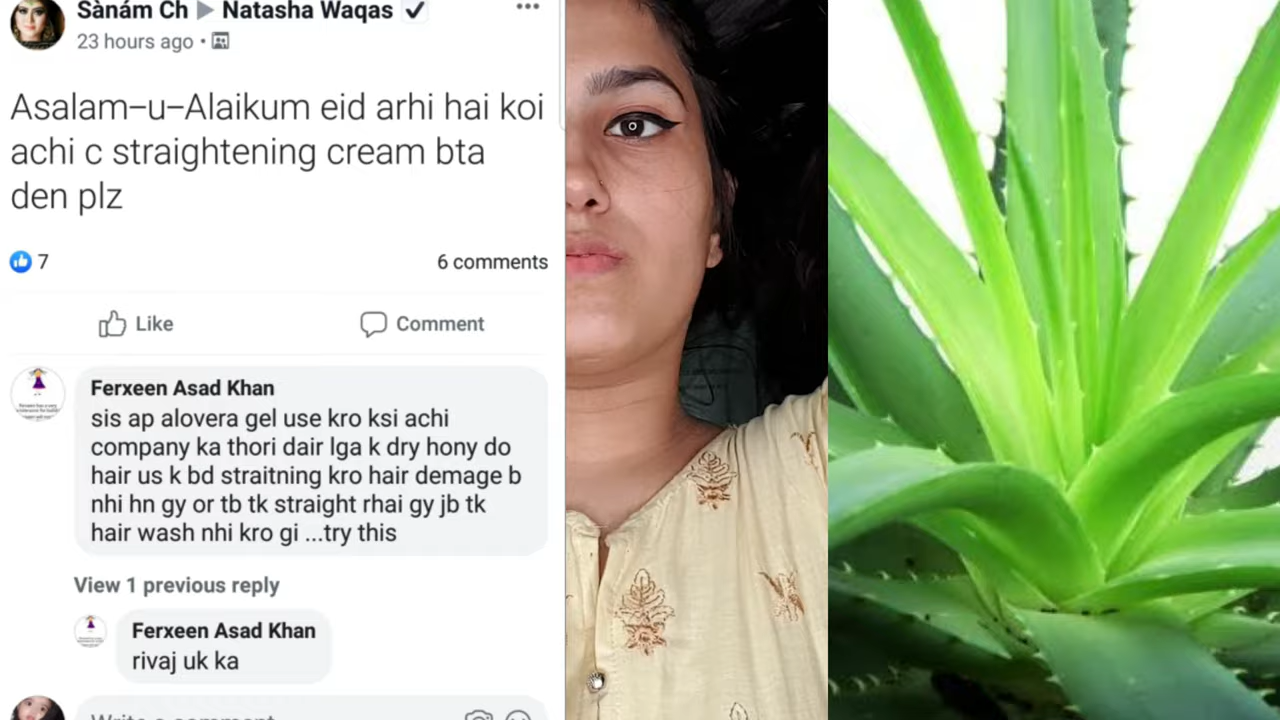 Sànám Ch ▶ Natasha Waqas ✔
23 hours ago •
Asalam–u–Alaikum eid arhi hai koi
achi c straightening cream bta
den plz
7
6 comments
Like
Comment
Ferxeen Asad Khan
sis ap alovera gel use kro ksi achi
company ka thori dair lga k dry hony do
hair us k bd straitning kro hair demage b
nhi hn gy or tb tk straight rhai gy jb tk
hair wash nhi kro gi ...try this
View 1 previous reply
Ferxeen Asad Khan
rivaj uk ka
Write a comment